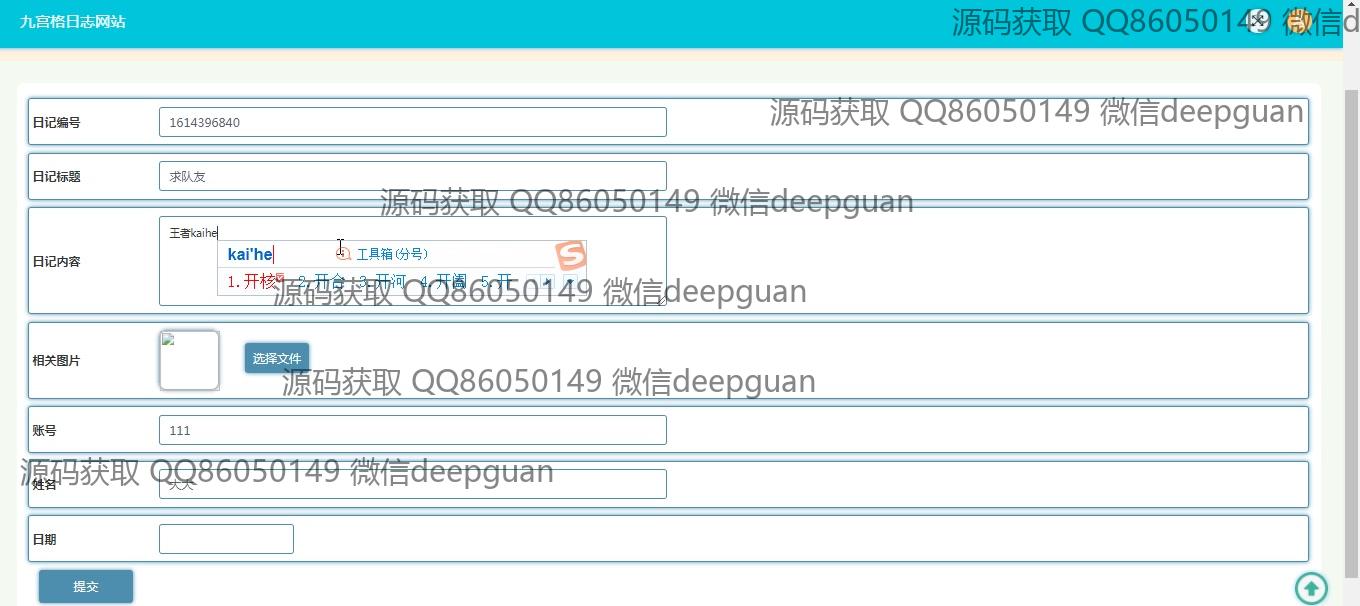 九宫格日志网站
源码获取 QQ86050149 微信d
日记编号
1614396840
源码获取 QQ86050149 微信deepguan
日记标题
求队友
源码获取 QQ86050149 微信deepguan
日记内容
王者kaihe
kai'he
工具箱(分号)
1.开核 2.开合 3.开河 4.开阖 5.开
源码获取 QQ86050149 微信deepguan
相关图片
选择文件
源码获取 QQ86050149 微信deepguan
账号
111
源码获取 QQ86050149 微信deepguan
姓名
日期
提交